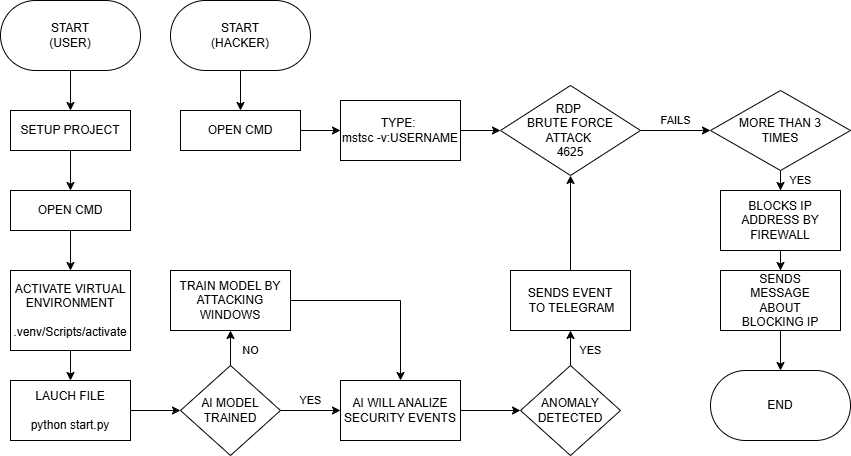 START
(USER)
START
(HACKER)
SETUP PROJECT
OPEN CMD
TYPE:
mstsc -v:USERNAME
RDP
BRUTE FORCE
ATTACK
4625
FAILS
MORE THAN 3
TIMES
YES
OPEN CMD
BLOCKS IP
ADDRESS BY
FIREWALL
ACTIVATE VIRTUAL
ENVIRONMENT
.venv/Scripts/activate
TRAIN MODEL BY
ATTACKING
WINDOWS
SENDS EVENT
TO TELEGRAM
SENDS
MESSAGE
ABOUT
BLOCKING IP
NO
YES
LAUCH FILE
python start.py
AI MODEL
TRAINED
YES
AI WILL ANALIZE
SECURITY EVENTS
ANOMALY
DETECTED
END